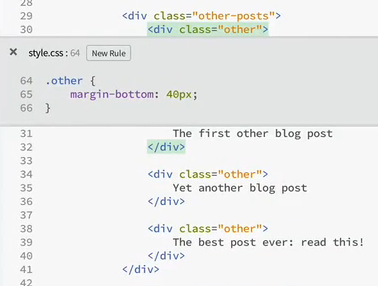 28
29 <div class="other-posts">
30 <div class="other">
× style.css : 64 New Rule
64 .other {
65 margin-bottom: 40px;
66 }
31 The first other blog post
32 </div>
33
34 <div class="other">
35 Yet another blog post
36 </div>
37
38 <div class="other">
39 The best post ever: read this!
40 </div>
41 </div>
42